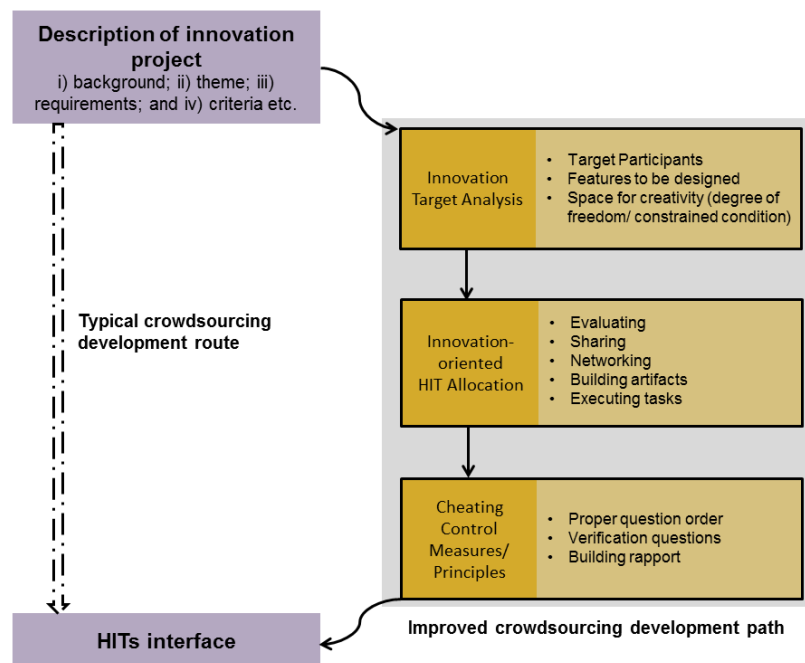 Description of innovation
project
i) background; ii) theme; iii)
requirements; and iv) criteria etc.
Innovation
Target Analysis
• Target Participants
• Features to be designed
• Space for creativity (degree of
freedom/ constrained condition)
Typical crowdsourcing
development route
Innovation-
oriented
HIT Allocation
• Evaluating
• Sharing
• Networking
• Building artifacts
• Executing tasks
Cheating
Control
Measures/
Principles
• Proper question order
• Verification questions
• Building rapport
HITs interface
Improved crowdsourcing development path